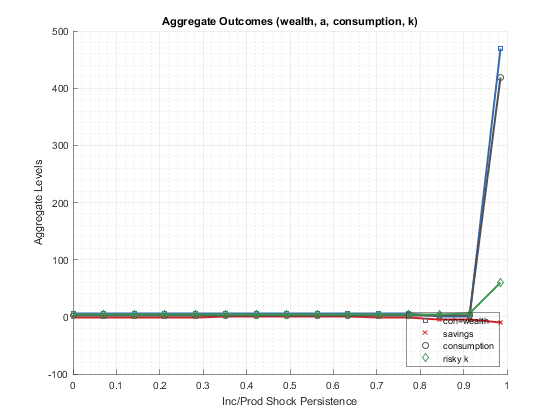 Aggregate Outcomes (wealth, a, consumption, k)
500
400
300
200
100
0
-100
Aggregate Levels
0 0.1 0.2 0.3 0.4 0.5 0.6 0.7 0.8 0.9 1
Inc/Prod Shock Persistence
coh=wealth
savings
consumption
risky k